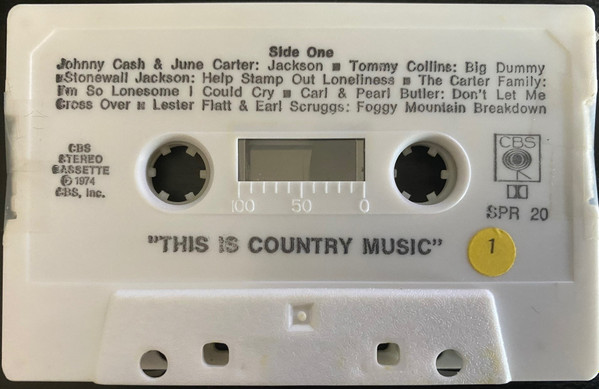 Side One
Johnny Cash & June Carter: Jackson ■ Tommy Collins: Big Dummy
■Stonewall Jackson: Help Stamp Out Loneliness ■ The Carter Family:
I'm So Lonesome I Could Cry ■ Carl & Pearl Butler: Don't Let Me
Cross Over ■ Lester Flatt & Earl Scruggs: Foggy Mountain Breakdown
CBS
STEREO
CASSETTE
℗ 1974
CBS, Inc.
CBS
SPR 20
100 50 0
"THIS IS COUNTRY MUSIC"
1